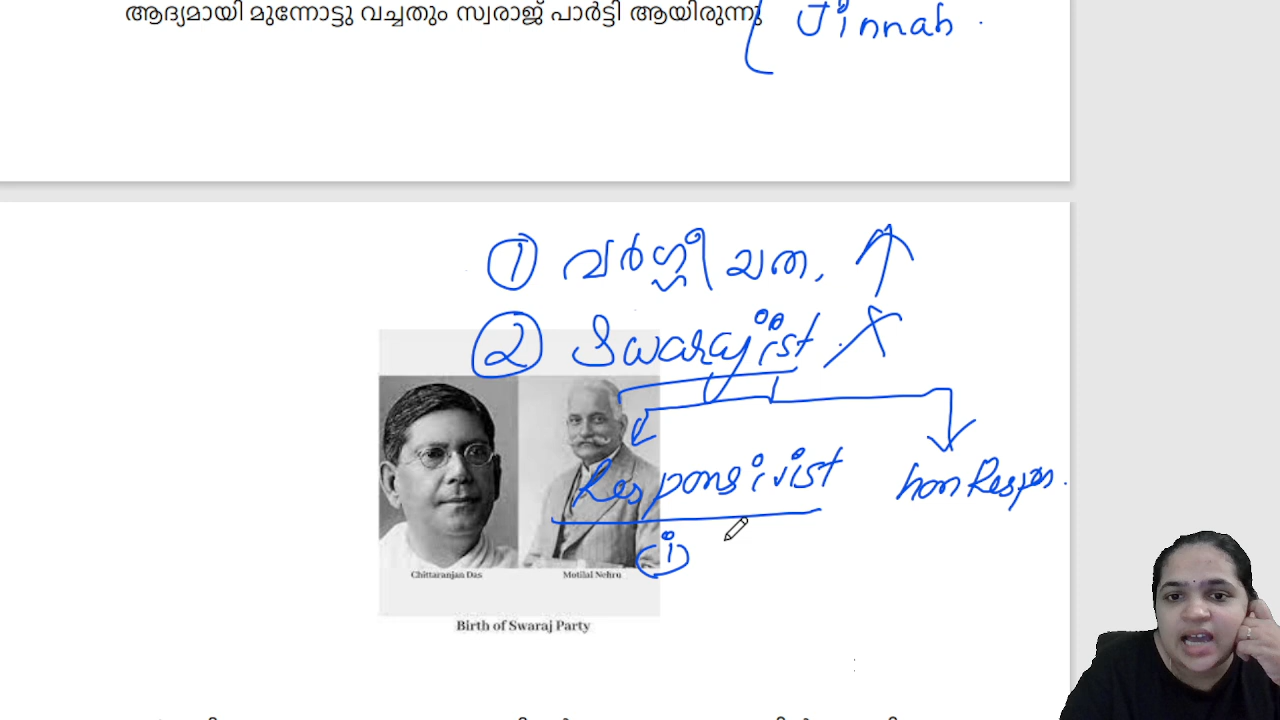 ആദ്യമായി മുന്നോട്ടു വച്ചതും സ്വരാജ് പാർട്ടി ആയിരുന്നു
Jinnah.
① വർഗ്ഗീയത. ↑
② Swarajist
Responsivist non Respon.
(i)
Chittaranjan Das Motilal Nehru
Birth of Swaraj Party